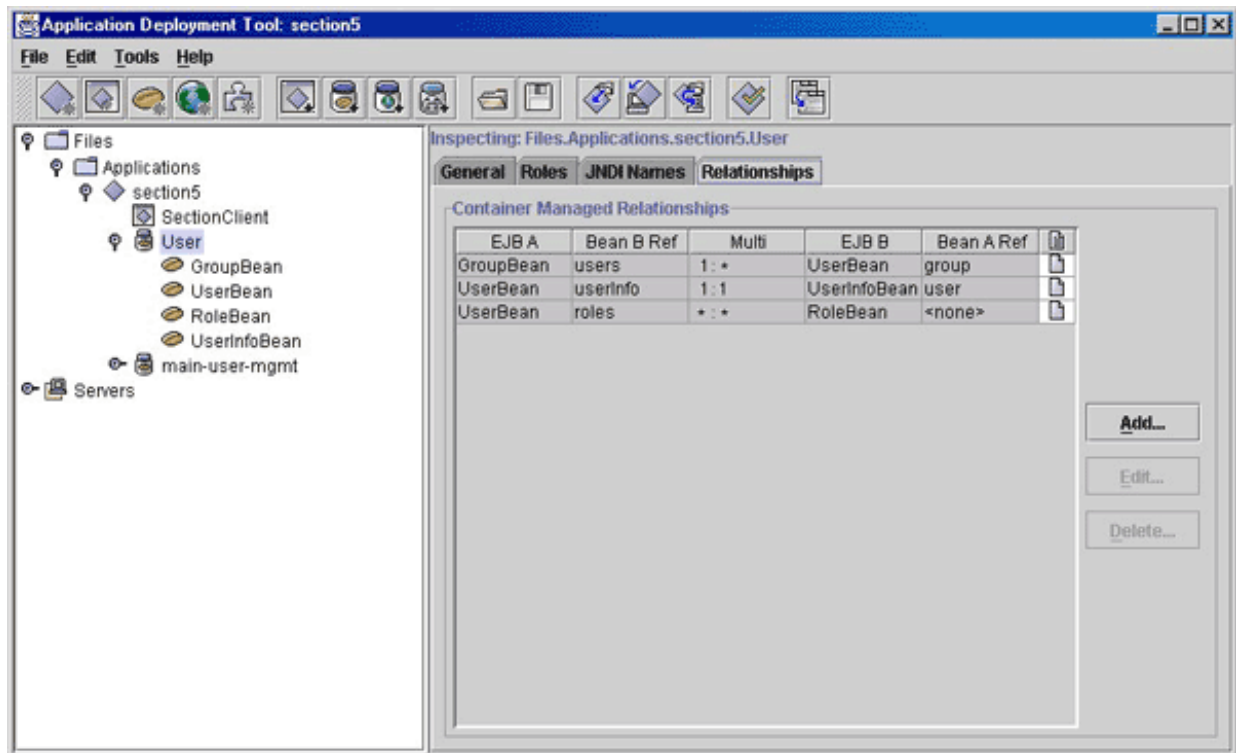 Application Deployment Tool: section5
File Edit Tools Help
Files
Applications
section5
SectionClient
User
GroupBean
UserBean
RoleBean
UserInfoBean
main-user-mgmt
Servers
Inspecting: Files.Applications.section5.User
General Roles JNDI Names Relationships
Container Managed Relationships
EJB A Bean B Ref Multi EJB B Bean A Ref
GroupBean users 1 : * UserBean group
UserBean userInfo 1 : 1 UserInfoBean user
UserBean roles * : * RoleBean <none>
Add...
Edit...
Delete...